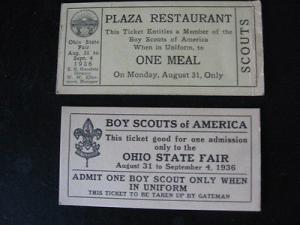 Ohio State
Fair
Aug. 31
to
Sept. 4
1936
PLAZA RESTAURANT
This Ticket Entitles a Member of the
Boy Scouts of America
When in Uniform, to
ONE MEAL
On Monday, August 31, Only
SCOUTS
BOY SCOUTS of AMERICA
This ticket good for one admission
only to the
OHIO STATE FAIR
August 31 to September 4, 1936
ADMIT ONE BOY SCOUT ONLY WHEN
IN UNIFORM
THIS TICKET TO BE TAKEN UP BY GATEMAN